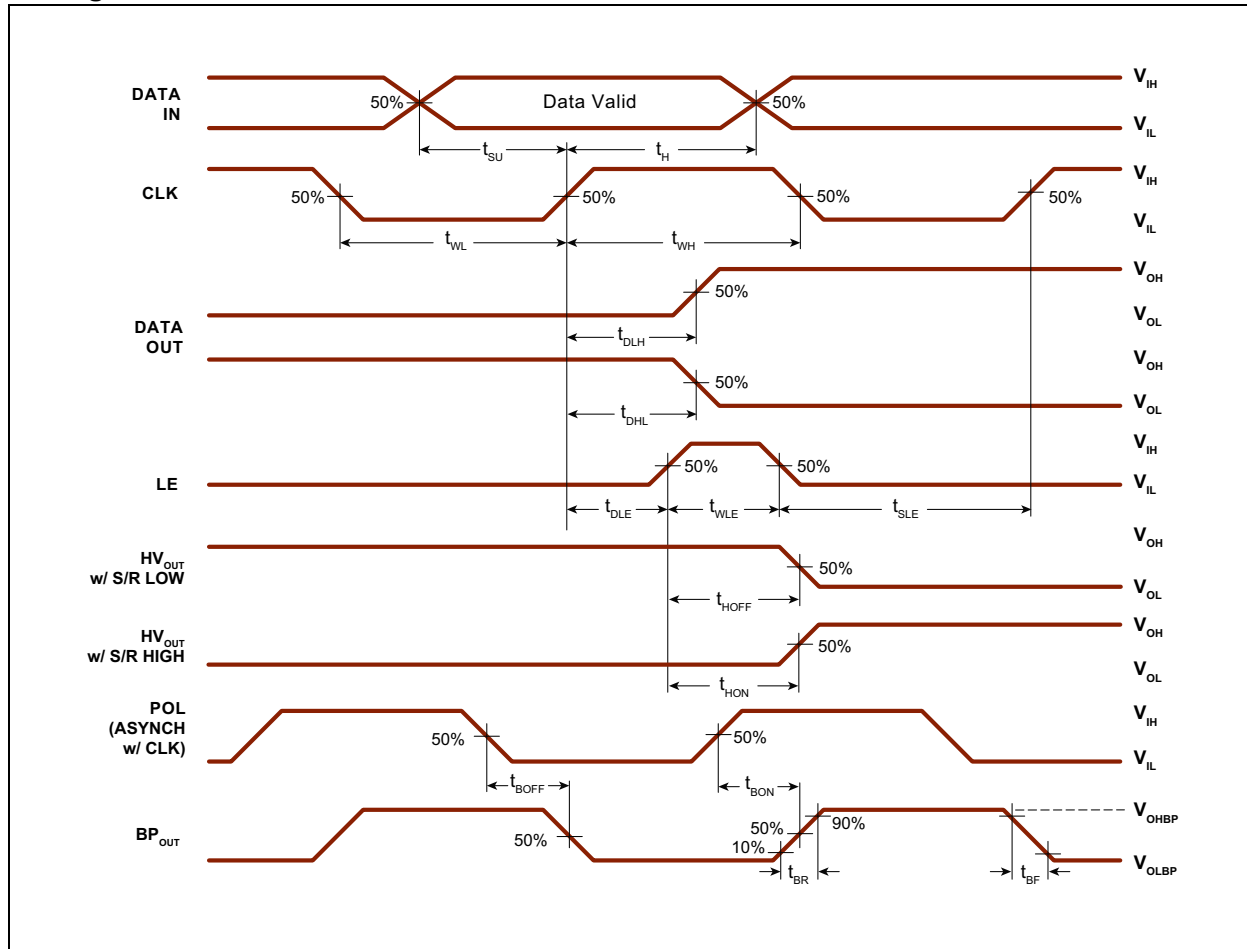 DATA
IN
50%
Data Valid
50%
V_IH
V_IL
t_SU
t_H
CLK
50%
50%
50%
50%
V_IH
V_IL
t_WL
t_WH
DATA
OUT
50%
V_OH
V_OL
t_DLH
50%
V_OH
V_OL
t_DHL
LE
50%
50%
V_IH
V_IL
t_DLE
t_WLE
t_SLE
HV_OUT
w/ S/R LOW
50%
V_OH
V_OL
t_HOFF
HV_OUT
w/ S/R HIGH
50%
V_OH
V_OL
t_HON
POL
(ASYNCH
w/ CLK)
50%
50%
V_IH
V_IL
t_BOFF
t_BON
BP_OUT
50%
50%
10%
90%
V_OHBP
V_OLBP
t_BR
t_BF